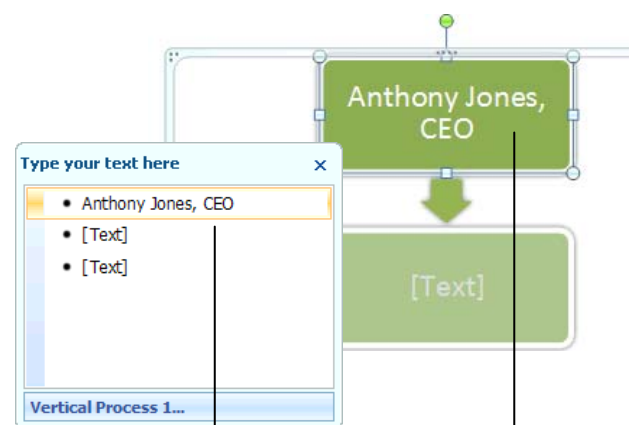 Anthony Jones,
CEO
Type your text here
Anthony Jones, CEO
[Text]
[Text]
[Text]
Vertical Process 1...